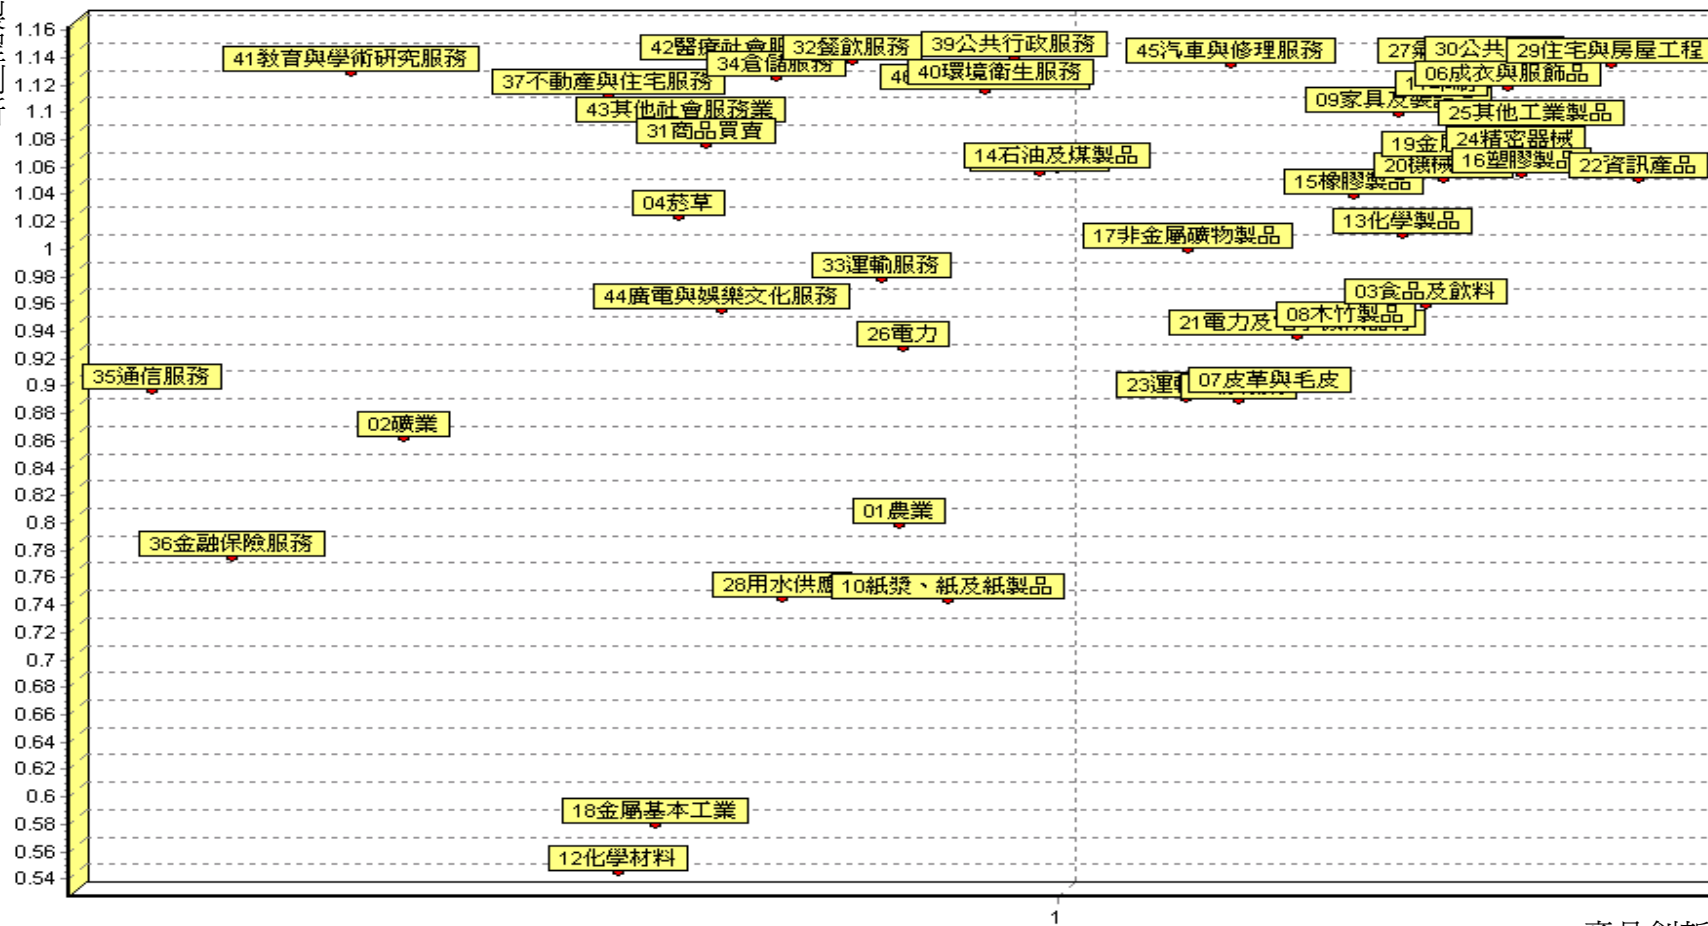 1.16
1.14
1.12
1.1
1.08
1.06
1.04
1.02
1
0.98
0.96
0.94
0.92
0.9
0.88
0.86
0.84
0.82
0.8
0.78
0.76
0.74
0.72
0.7
0.68
0.66
0.64
0.62
0.6
0.58
0.56
0.54
41教育與學術研究服務
42醫療社會服
32餐飲服務
39公共行政服務
45汽車與修理服務
30公共
29住宅與房屋工程
34倉儲服務
37不動產與住宅服務
40環境衛生服務
06成衣與服飾品
43其他社會服務業
09家具及
25其他工業製品
31商品買賣
24精密器械
14石油及煤製品
19金
20機械
16塑膠製品
22資訊產品
15橡膠製品
04菸草
13化學製品
17非金屬礦物製品
33運輸服務
44廣電與娛樂文化服務
03食品及飲料
08木竹製品
21電力及
26電力
35通信服務
23運
07皮革與毛皮
02礦業
01農業
36金融保險服務
28用水供應
10紙漿、紙及紙製品
18金屬基本工業
12化學材料
1